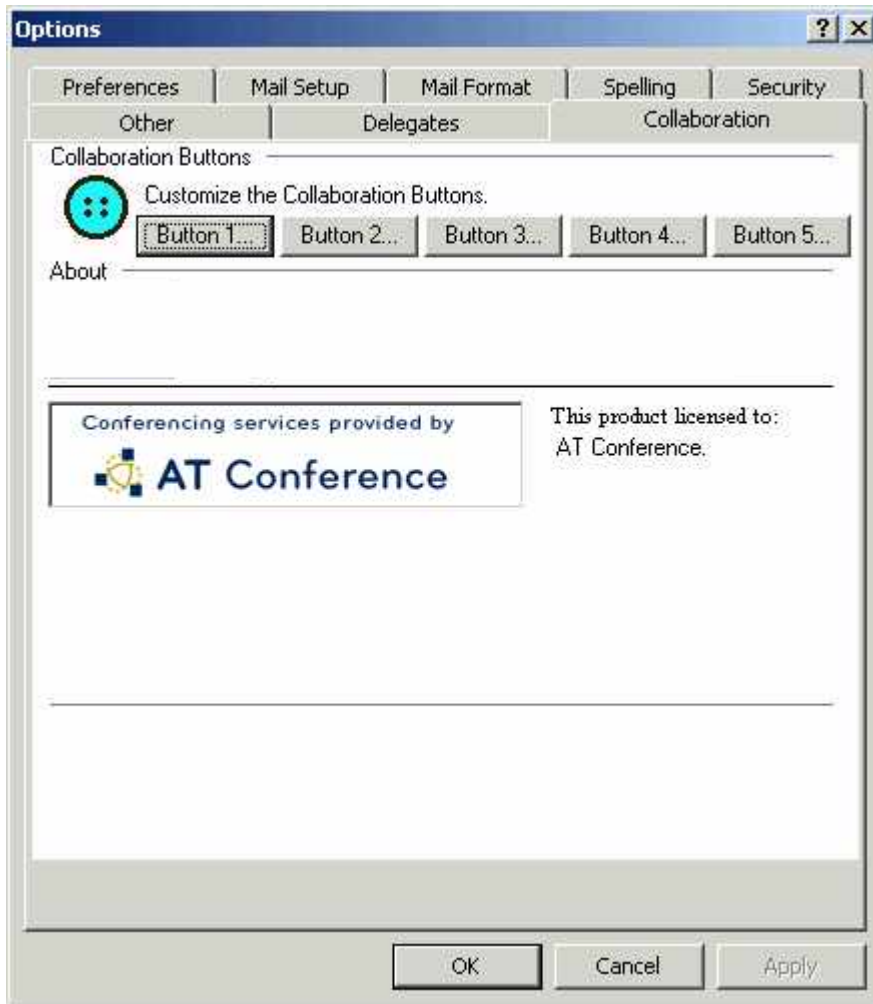 Options
Preferences Mail Setup Mail Format Spelling Security
Other Delegates Collaboration
Collaboration Buttons
Customize the Collaboration Buttons.
Button 1... Button 2... Button 3... Button 4... Button 5...
About
Conferencing services provided by
AT Conference
This product licensed to:
AT Conference.
OK Cancel Apply